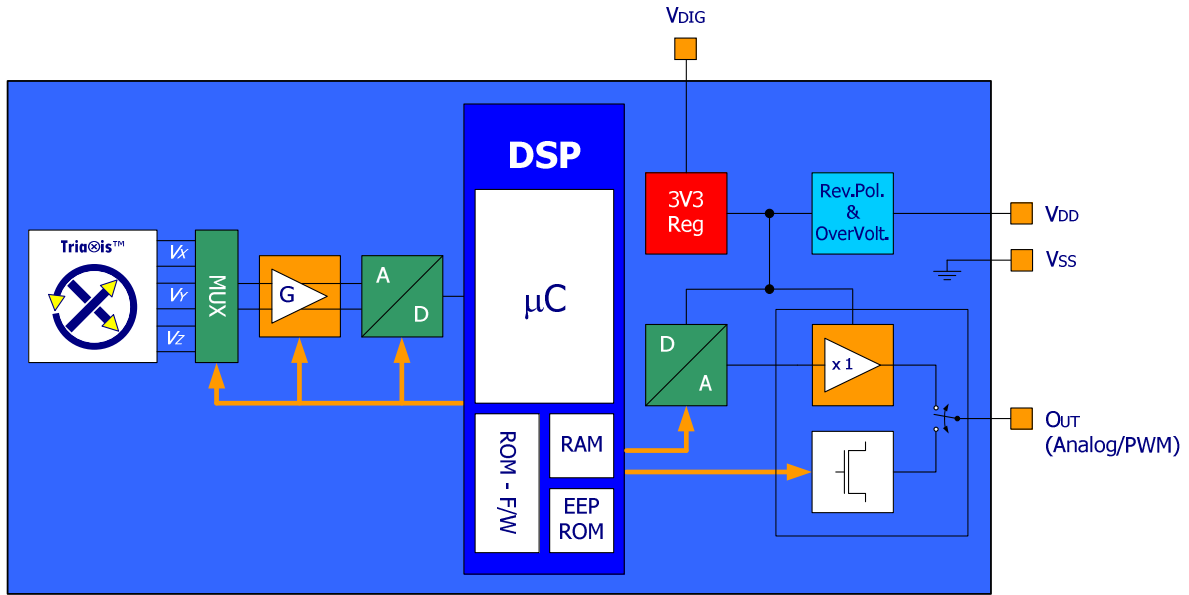 VDIG
DSP
3V3
Reg
Rev.Pol.
&
OverVolt.
VDD
VSS
Tria⊗is™
VX
VY
VZ
MUX
G
A
D
μC
D
A
x 1
OUT
(Analog/PWM)
ROM - F/W
RAM
EEP
ROM